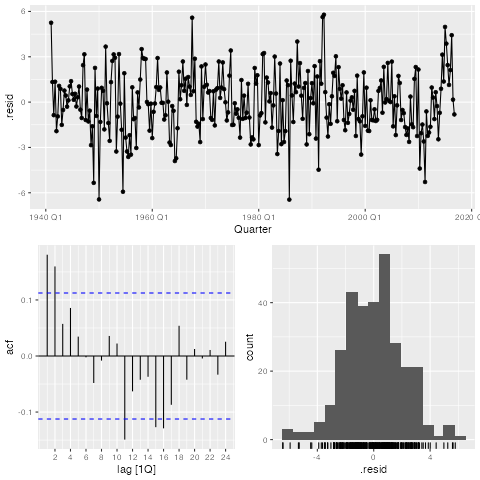 6
3
0
-3
-6
.resid
1940 Q1
1960 Q1
1980 Q1
2000 Q1
2020 Q
Quarter
0.1
0.0
-0.1
acf
2 4 6 8 10 12 14 16 18 20 22 24
lag [1Q]
40
20
0
count
-4 0 4
.resid